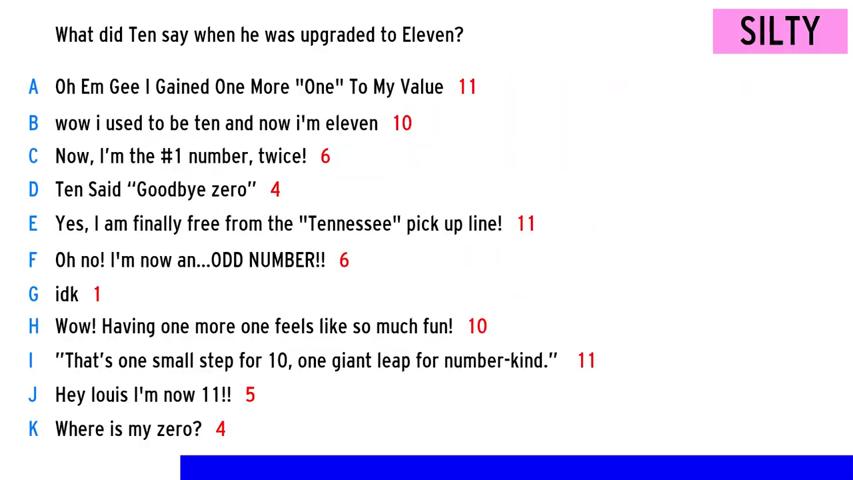 What did Ten say when he was upgraded to Eleven?
SILTY
A Oh Em Gee I Gained One More "One" To My Value 11
B wow i used to be ten and now i'm eleven 10
C Now, I’m the #1 number, twice! 6
D Ten Said “Goodbye zero” 4
E Yes, I am finally free from the "Tennessee" pick up line! 11
F Oh no! I'm now an...ODD NUMBER!! 6
G idk 1
H Wow! Having one more one feels like so much fun! 10
I ”That’s one small step for 10, one giant leap for number-kind.” 11
J Hey louis I'm now 11!! 5
K Where is my zero? 4